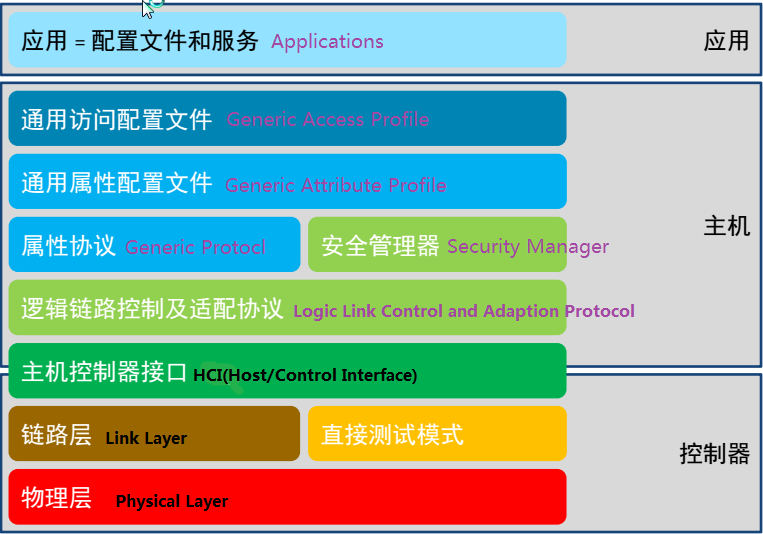 应用 = 配置文件和服务 Applications
应用
通用访问配置文件 Generic Access Profile
通用属性配置文件 Generic Attribute Profile
主机
属性协议 Generic Protocl
安全管理器 Security Manager
逻辑链路控制及适配协议 Logic Link Control and Adaption Protocol
主机控制器接口 HCI(Host/Control Interface)
链路层 Link Layer
直接测试模式
控制器
物理层 Physical Layer